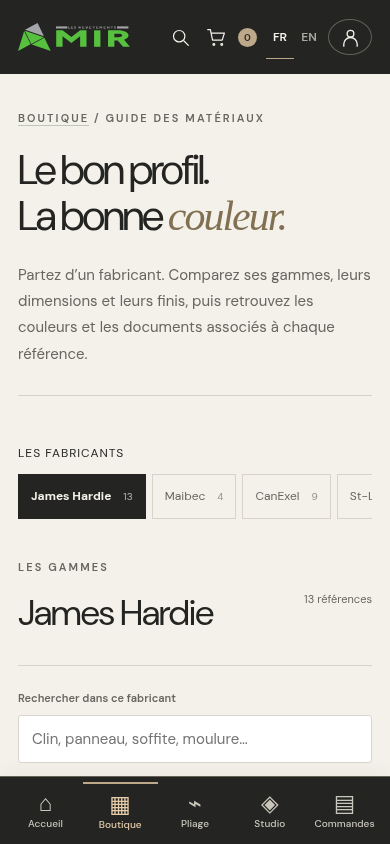 LES REVÊTEMENTS
MIR
0
FR
EN
BOUTIQUE / GUIDE DES MATÉRIAUX
Le bon profil.
La bonne couleur.
Partez d’un fabricant. Comparez ses gammes, leurs
dimensions et leurs finis, puis retrouvez les
couleurs et les documents associés à chaque
référence.
LES FABRICANTS
James Hardie 13
Maibec 4
CanExel 9
St-L
LES GAMMES
James Hardie
13 références
Rechercher dans ce fabricant
Clin, panneau, soffite, moulure…
Accueil
Boutique
Pliage
Studio
Commandes